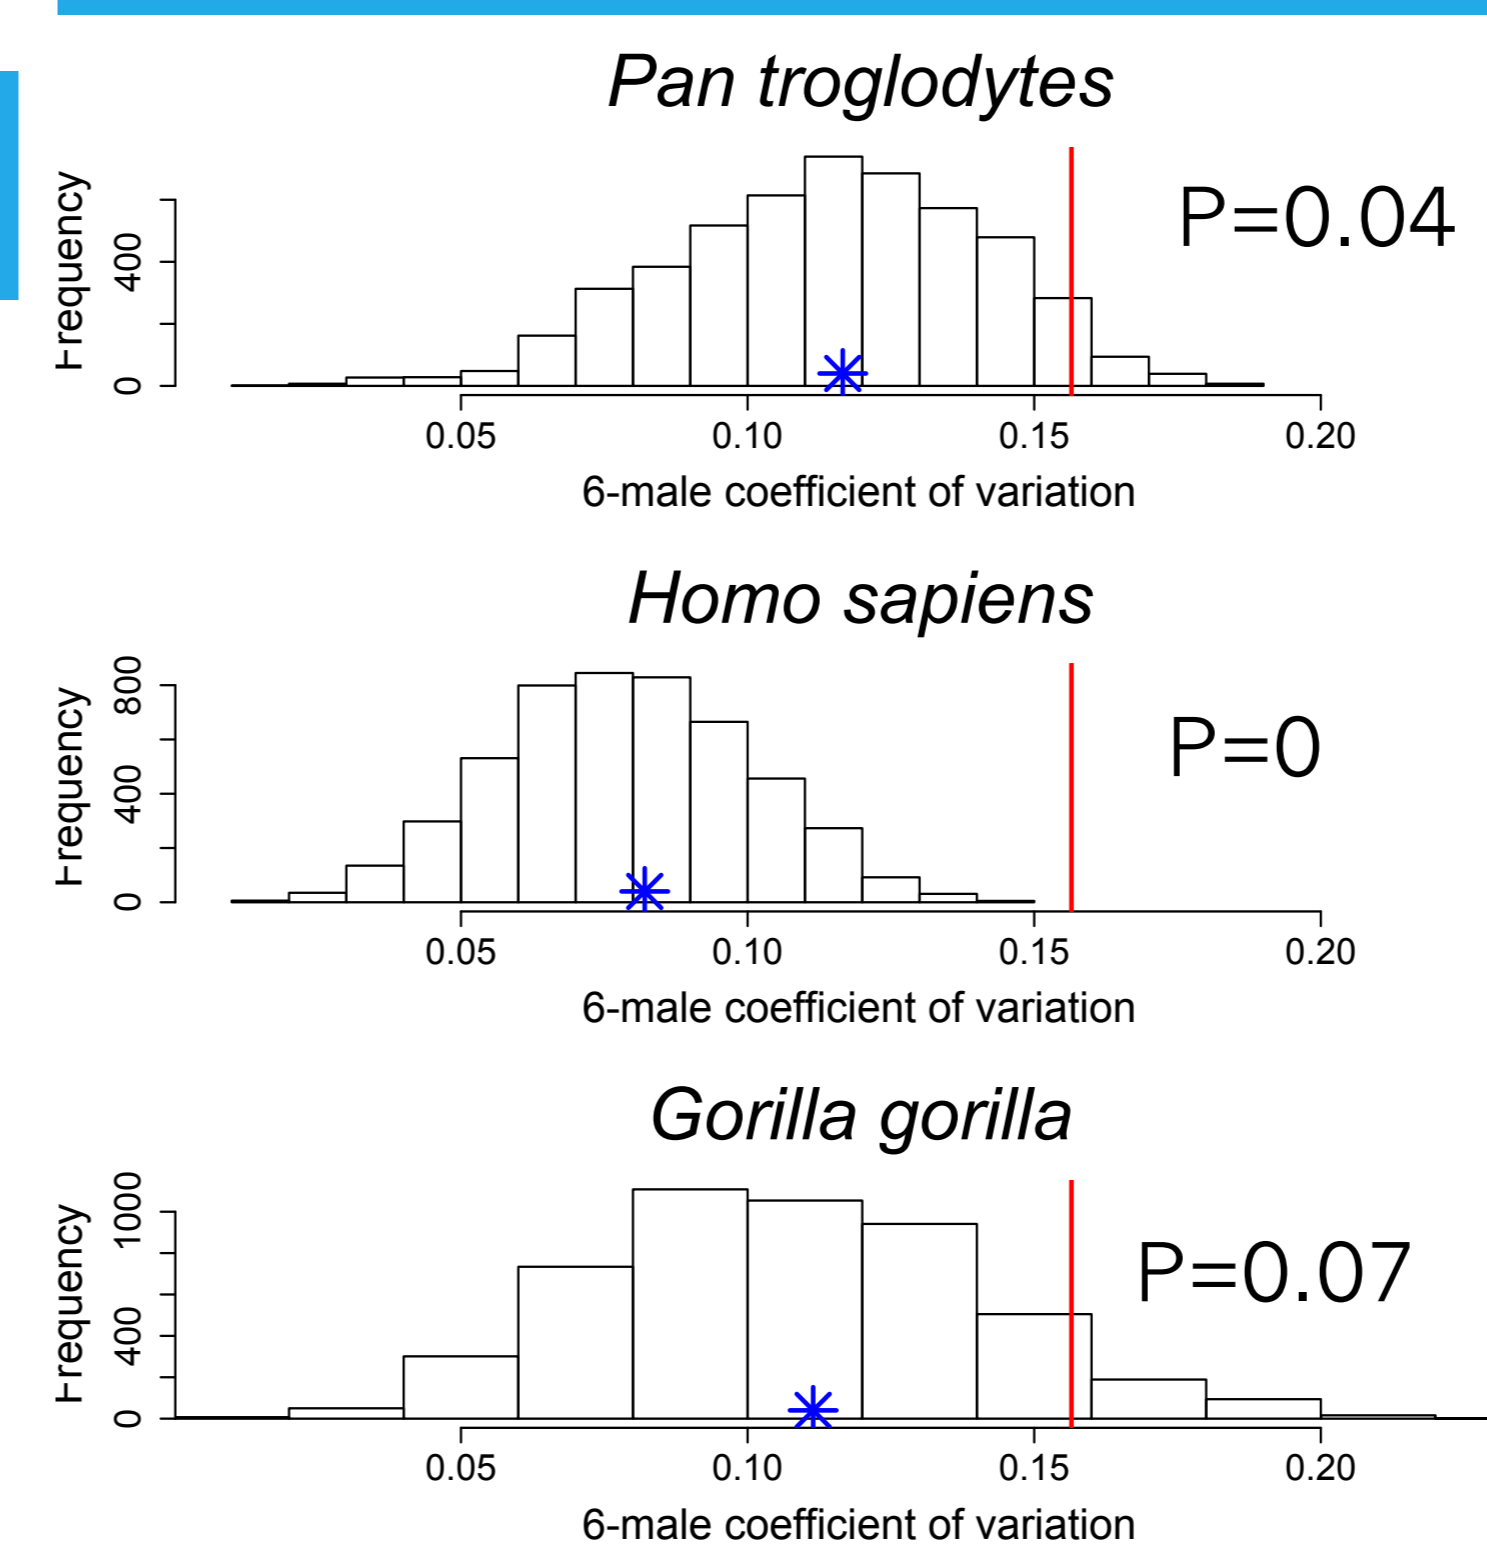 Pan troglodytes
Frequency
400
0
P=0.04
0.05 0.10 0.15 0.20
6-male coefficient of variation
Homo sapiens
Frequency
800
400
0
P=0
0.05 0.10 0.15 0.20
6-male coefficient of variation
Gorilla gorilla
Frequency
1000
400
0
P=0.07
0.05 0.10 0.15 0.20
6-male coefficient of variation